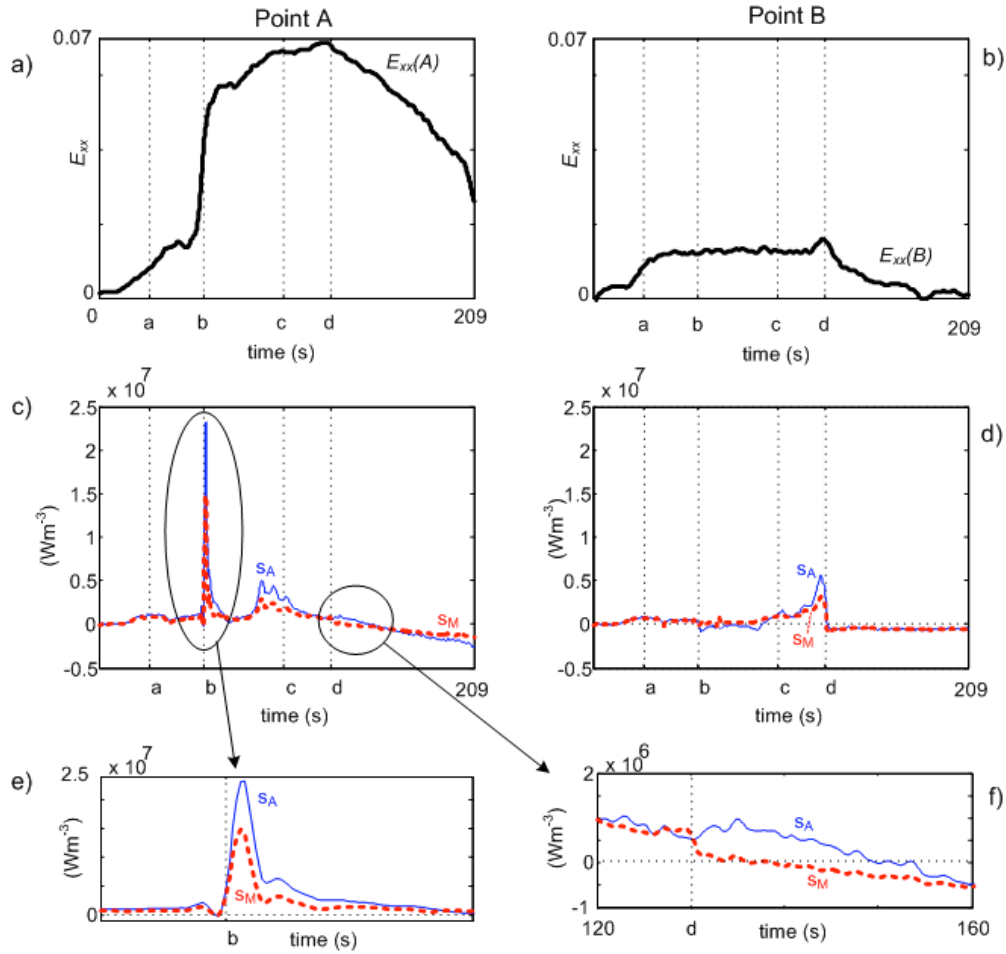 Point A
Point B
a)
0.07
E_xx(A)
E_xx
0
0
a
b
c
d
209
time (s)
0.07
b)
E_xx
E_xx(B)
0
a
b
c
d
209
time (s)
c)
x 10^7
2.5
2
1.5
1
0.5
0
-0.5
(Wm^-3)
s_A
s_M
a
b
c
d
209
time (s)
x 10^7
2.5
2
1.5
1
0.5
0
-0.5
(Wm^-3)
d)
s_A
s_M
a
b
c
d
209
time (s)
e)
x 10^7
2.5
0
(Wm^-3)
s_A
s_M
b
time (s)
x 10^6
2
0
-1
(Wm^-3)
f)
s_A
s_M
120
d
160
time (s)